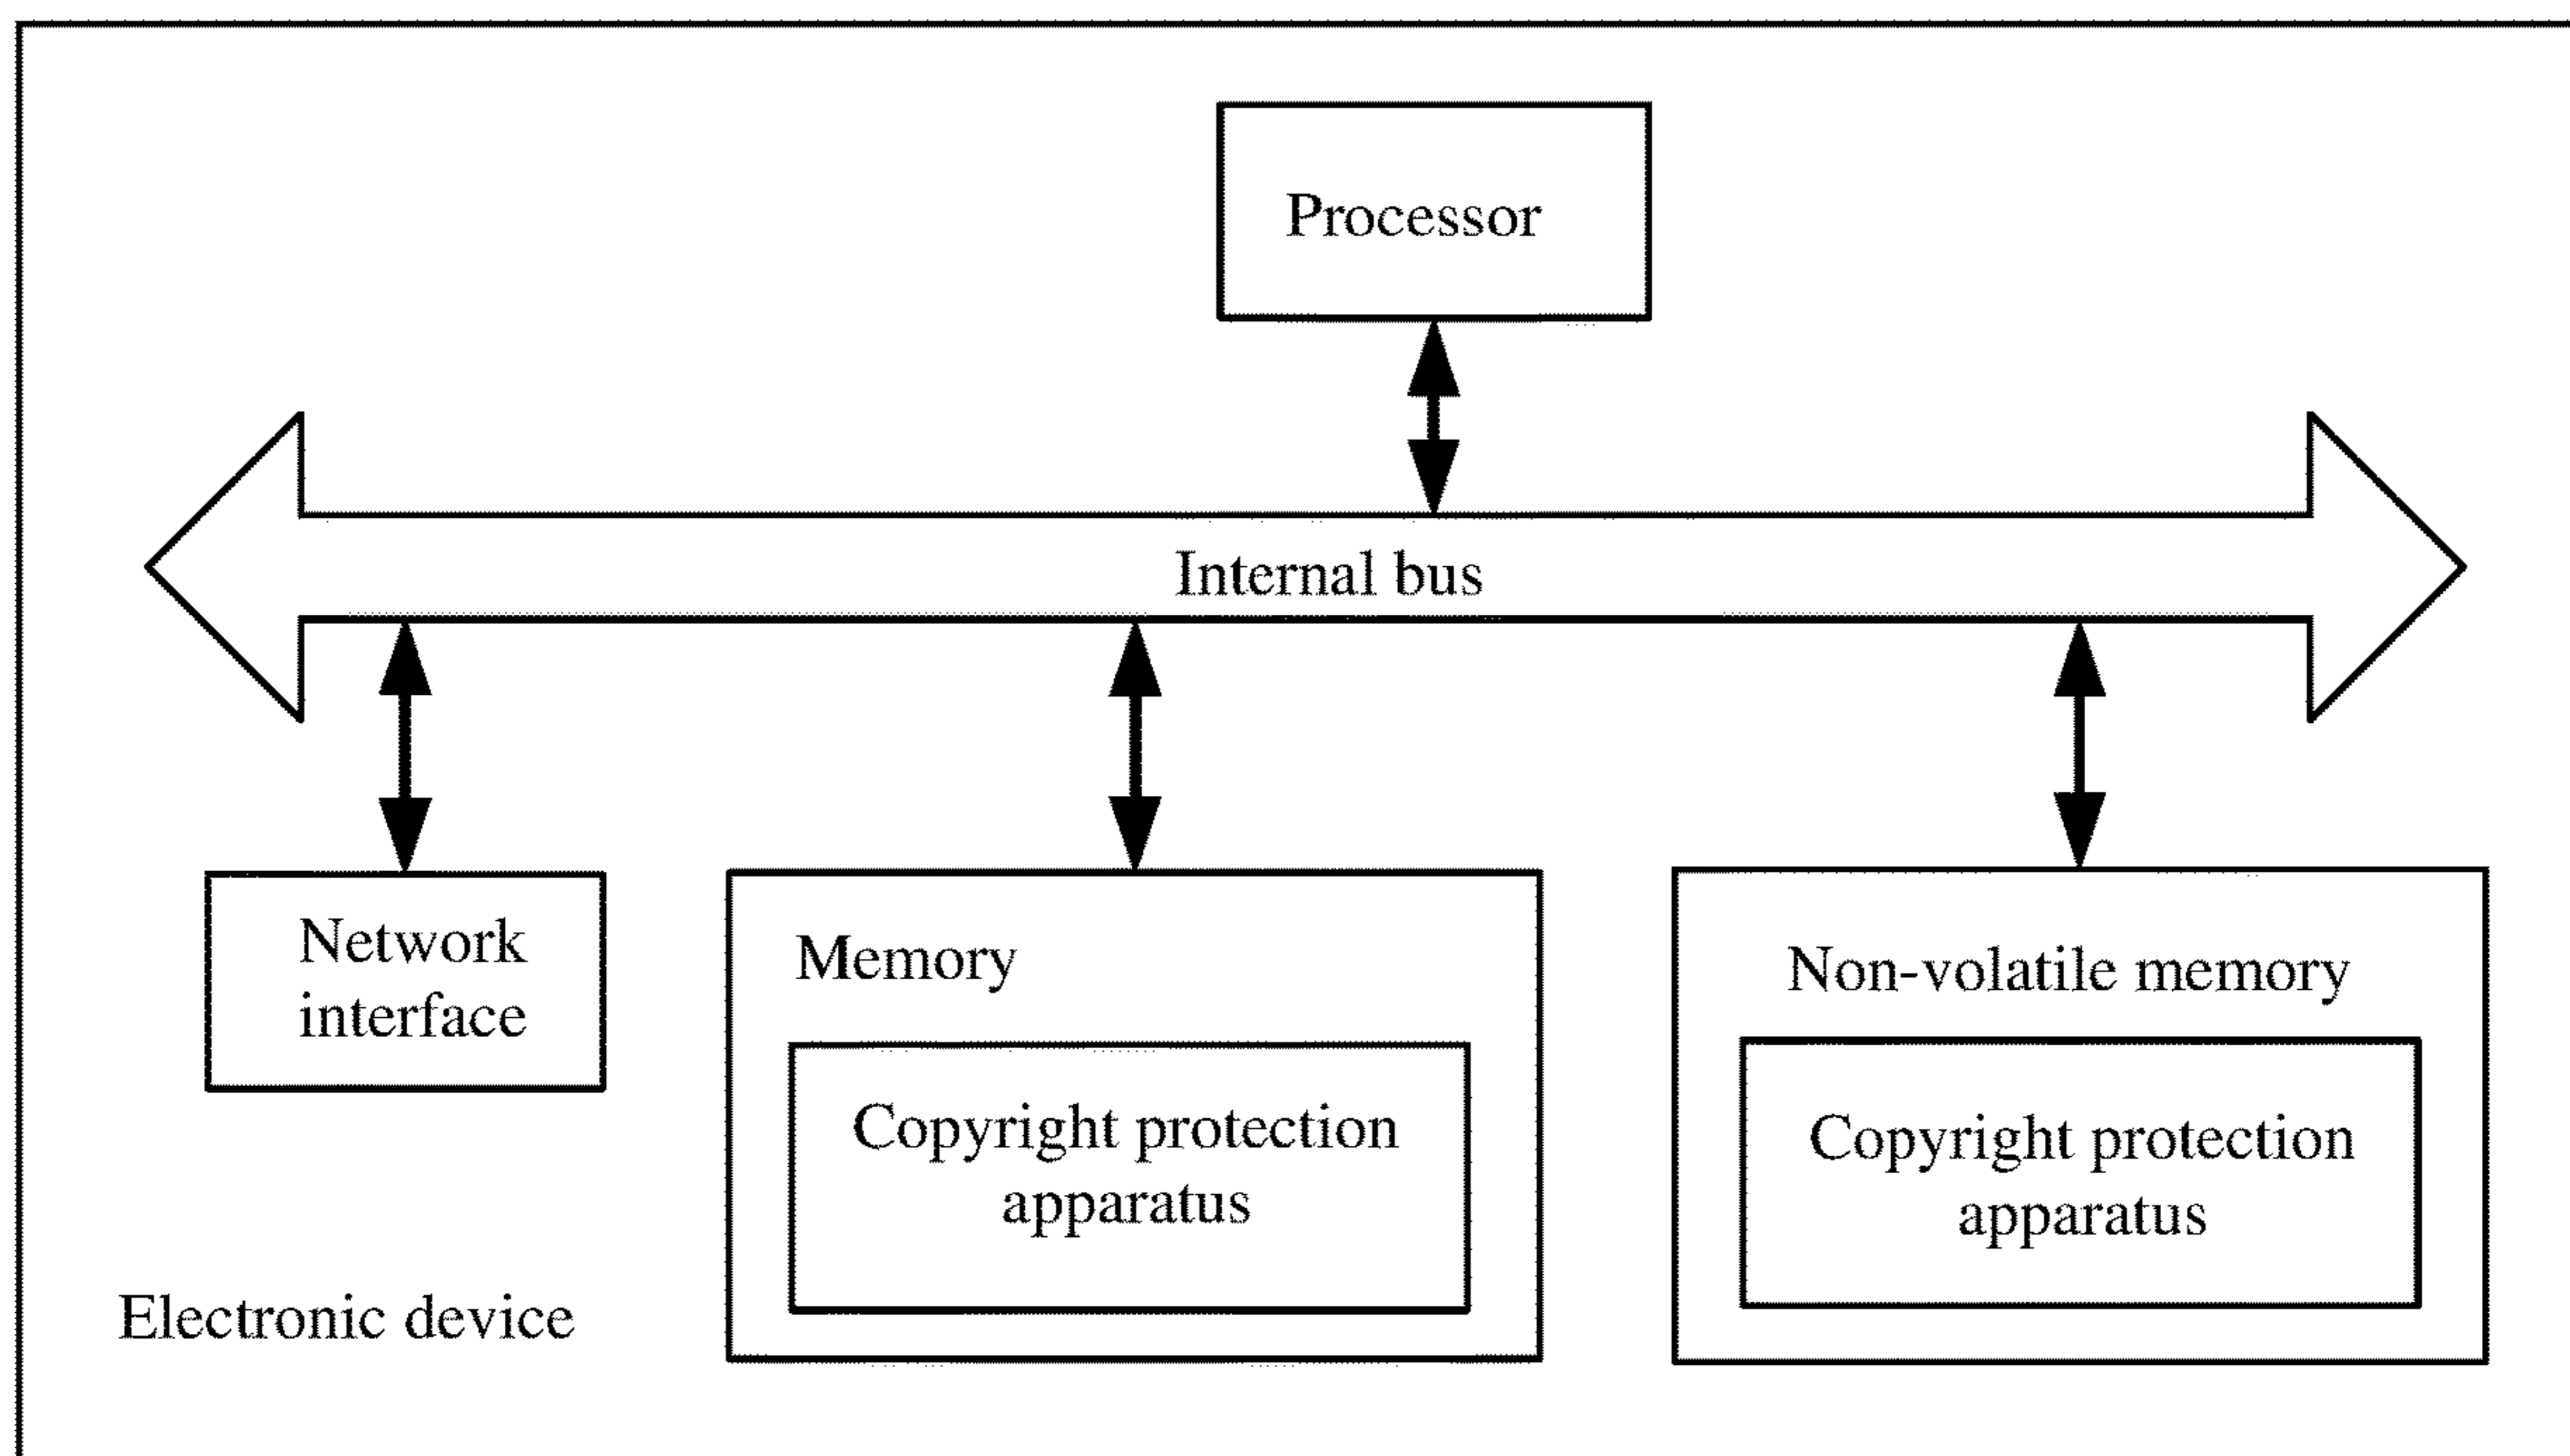 Processor
Internal bus
Network
interface
Memory
Copyright protection
apparatus
Non-volatile memory
Copyright protection
apparatus
Electronic device